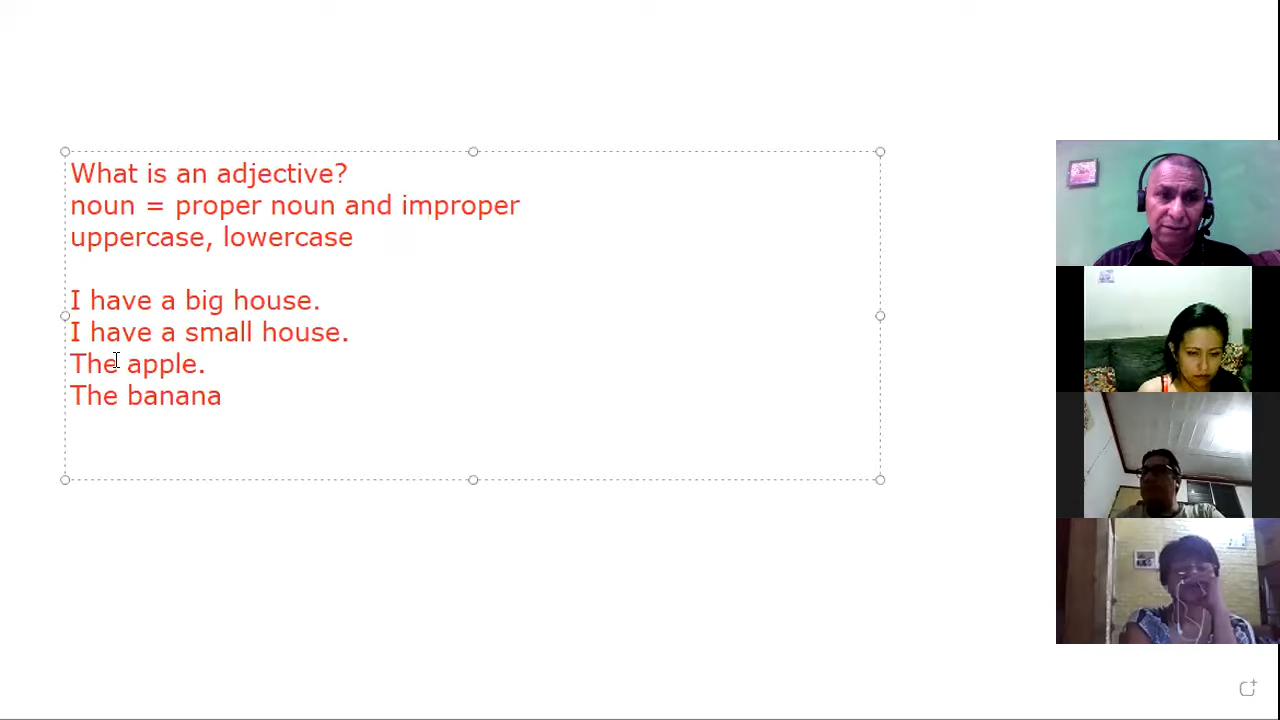 What is an adjective?
noun = proper noun and improper
uppercase, lowercase
I have a big house.
I have a small house.
The apple.
The banana